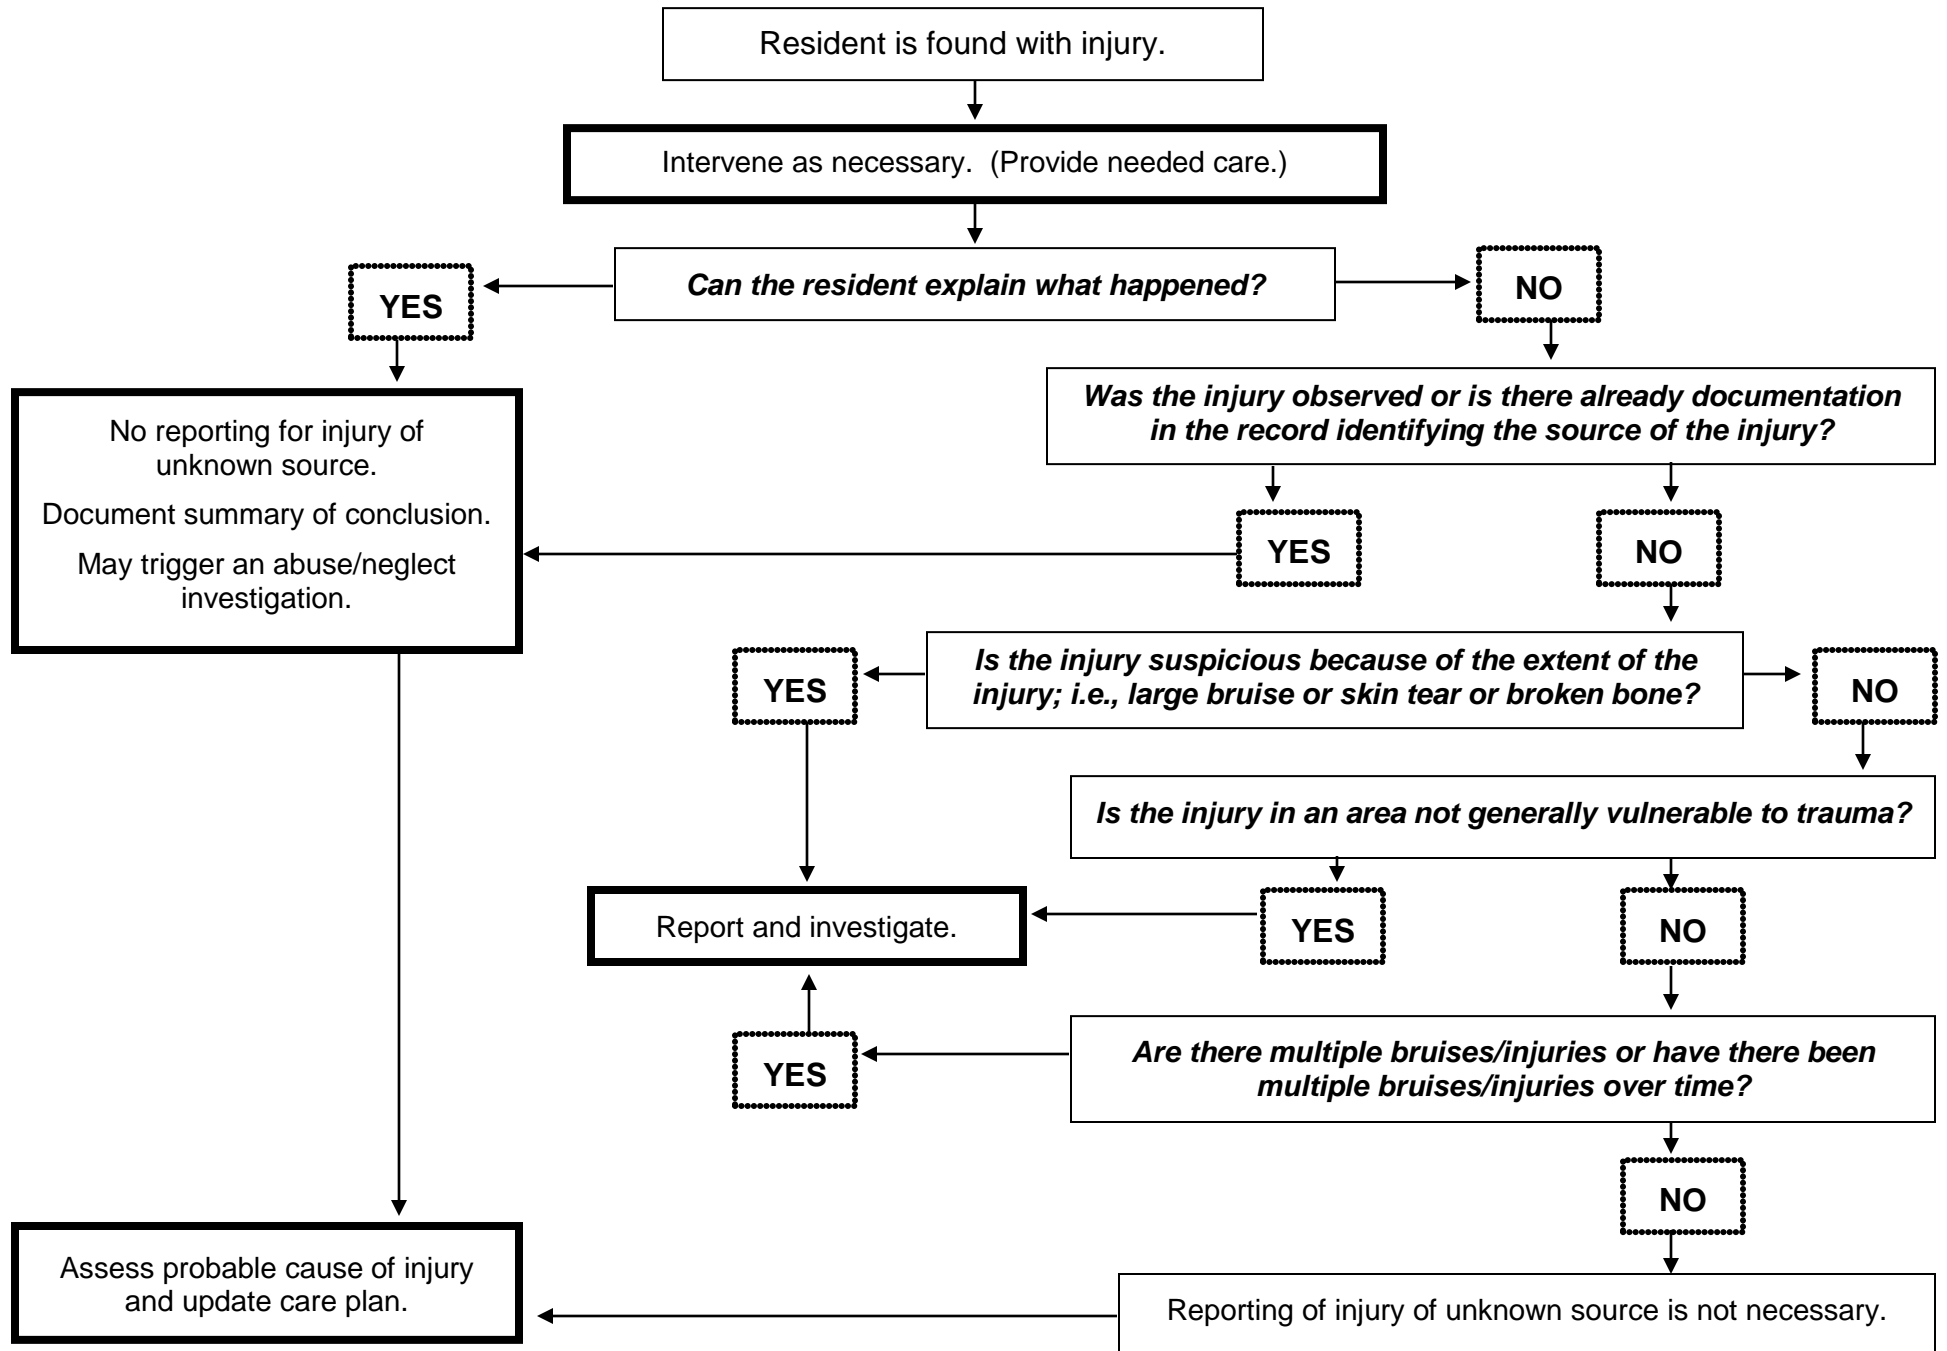 Resident is found with injury.
Intervene as necessary.  (Provide needed care.)
Can the resident explain what happened?
YES
NO
No reporting for injury of
unknown source.
Document summary of conclusion.
May trigger an abuse/neglect
investigation.
Was the injury observed or is there already documentation
in the record identifying the source of the injury?
YES
NO
Is the injury suspicious because of the extent of the
injury; i.e., large bruise or skin tear or broken bone?
YES
NO
Is the injury in an area not generally vulnerable to trauma?
YES
NO
Report and investigate.
Are there multiple bruises/injuries or have there been
multiple bruises/injuries over time?
YES
NO
Reporting of injury of unknown source is not necessary.
Assess probable cause of injury
and update care plan.